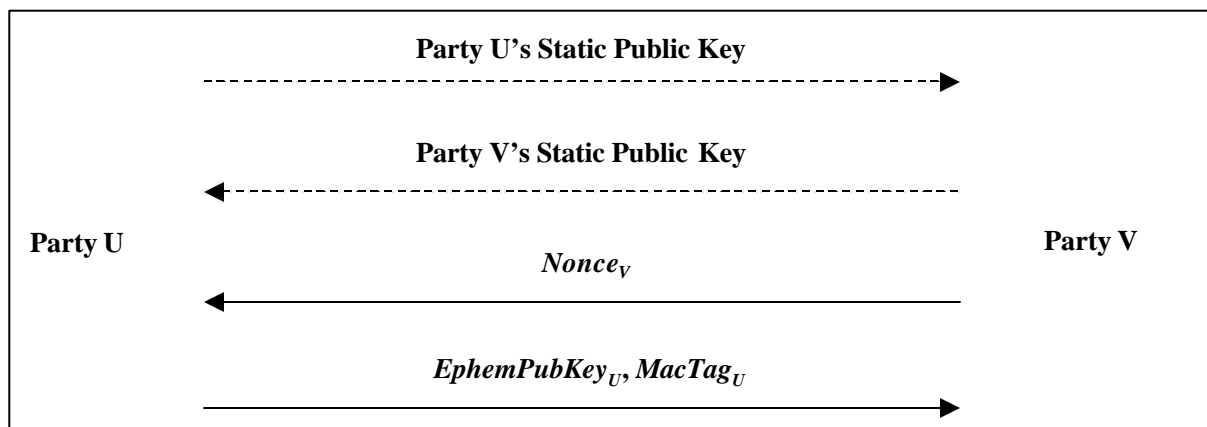 Party U's Static Public Key
Party V's Static Public Key
Party U
Party V
Nonce_V
EphemPubKey_U, MacTag_U